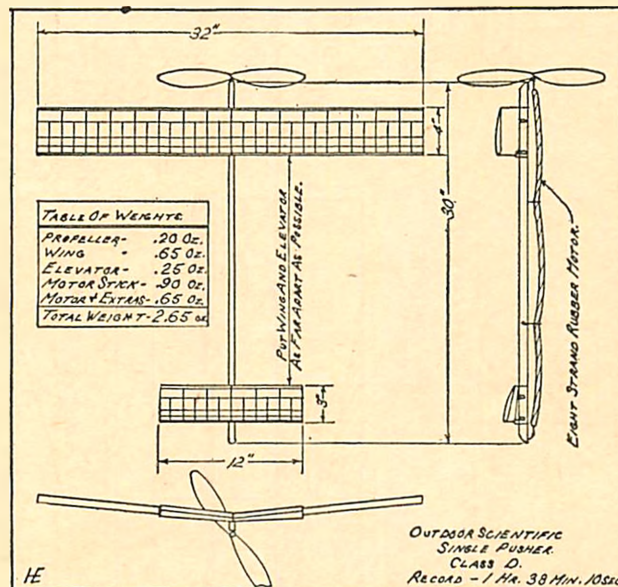 32"
4"
TABLE OF WEIGHTS
PROPELLER- .20 OZ.
WING - .65 OZ.
ELEVATOR- .25 OZ.
MOTOR STICK- .90 OZ.
MOTOR + EXTRAS- .65 OZ.
TOTAL WEIGHT- 2.65 OZ.
PUT WING AND ELEVATOR
AS FAR APART AS POSSIBLE.
30"
EIGHT STRAND RUBBER MOTOR.
3"
12"
OUTDOOR SCIENTIFIC
SINGLE PUSHER.
CLASS D.
RECORD - 1 HR. 38 MIN. 10 SEC
HE